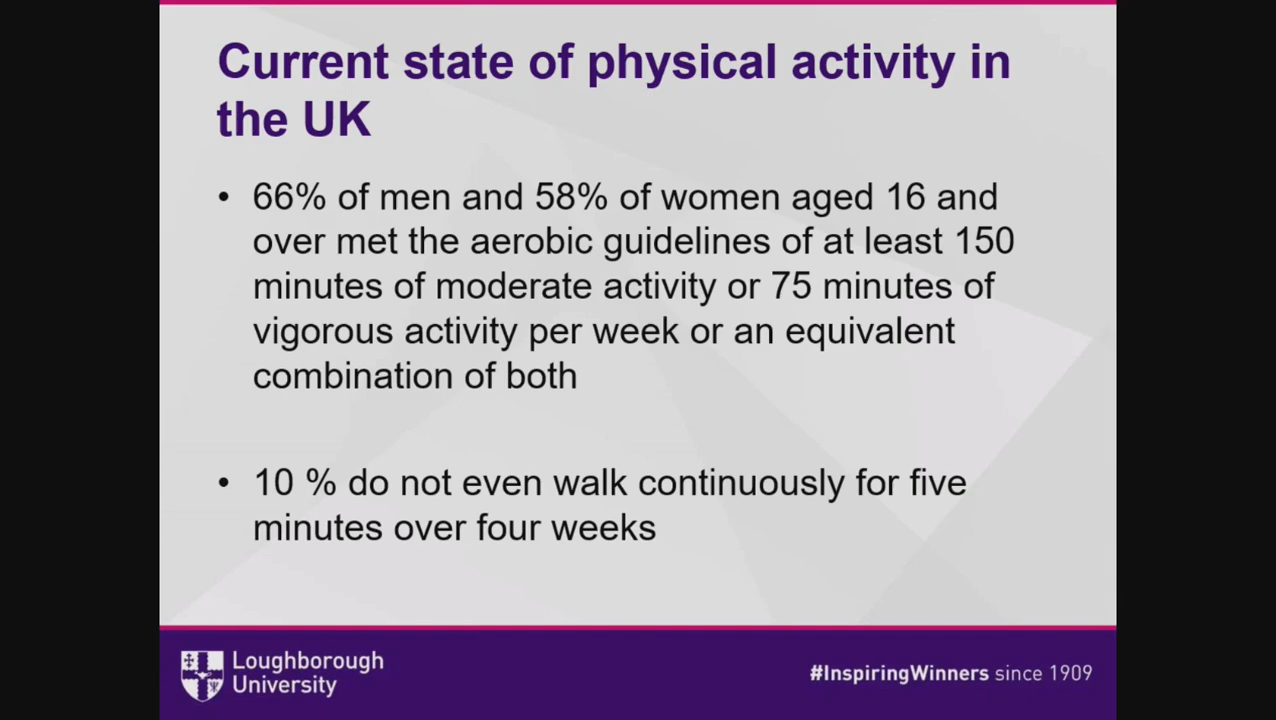 Current state of physical activity in
the UK
• 66% of men and 58% of women aged 16 and
over met the aerobic guidelines of at least 150
minutes of moderate activity or 75 minutes of
vigorous activity per week or an equivalent
combination of both
• 10 % do not even walk continuously for five
minutes over four weeks
Loughborough
University
#InspiringWinners since 1909